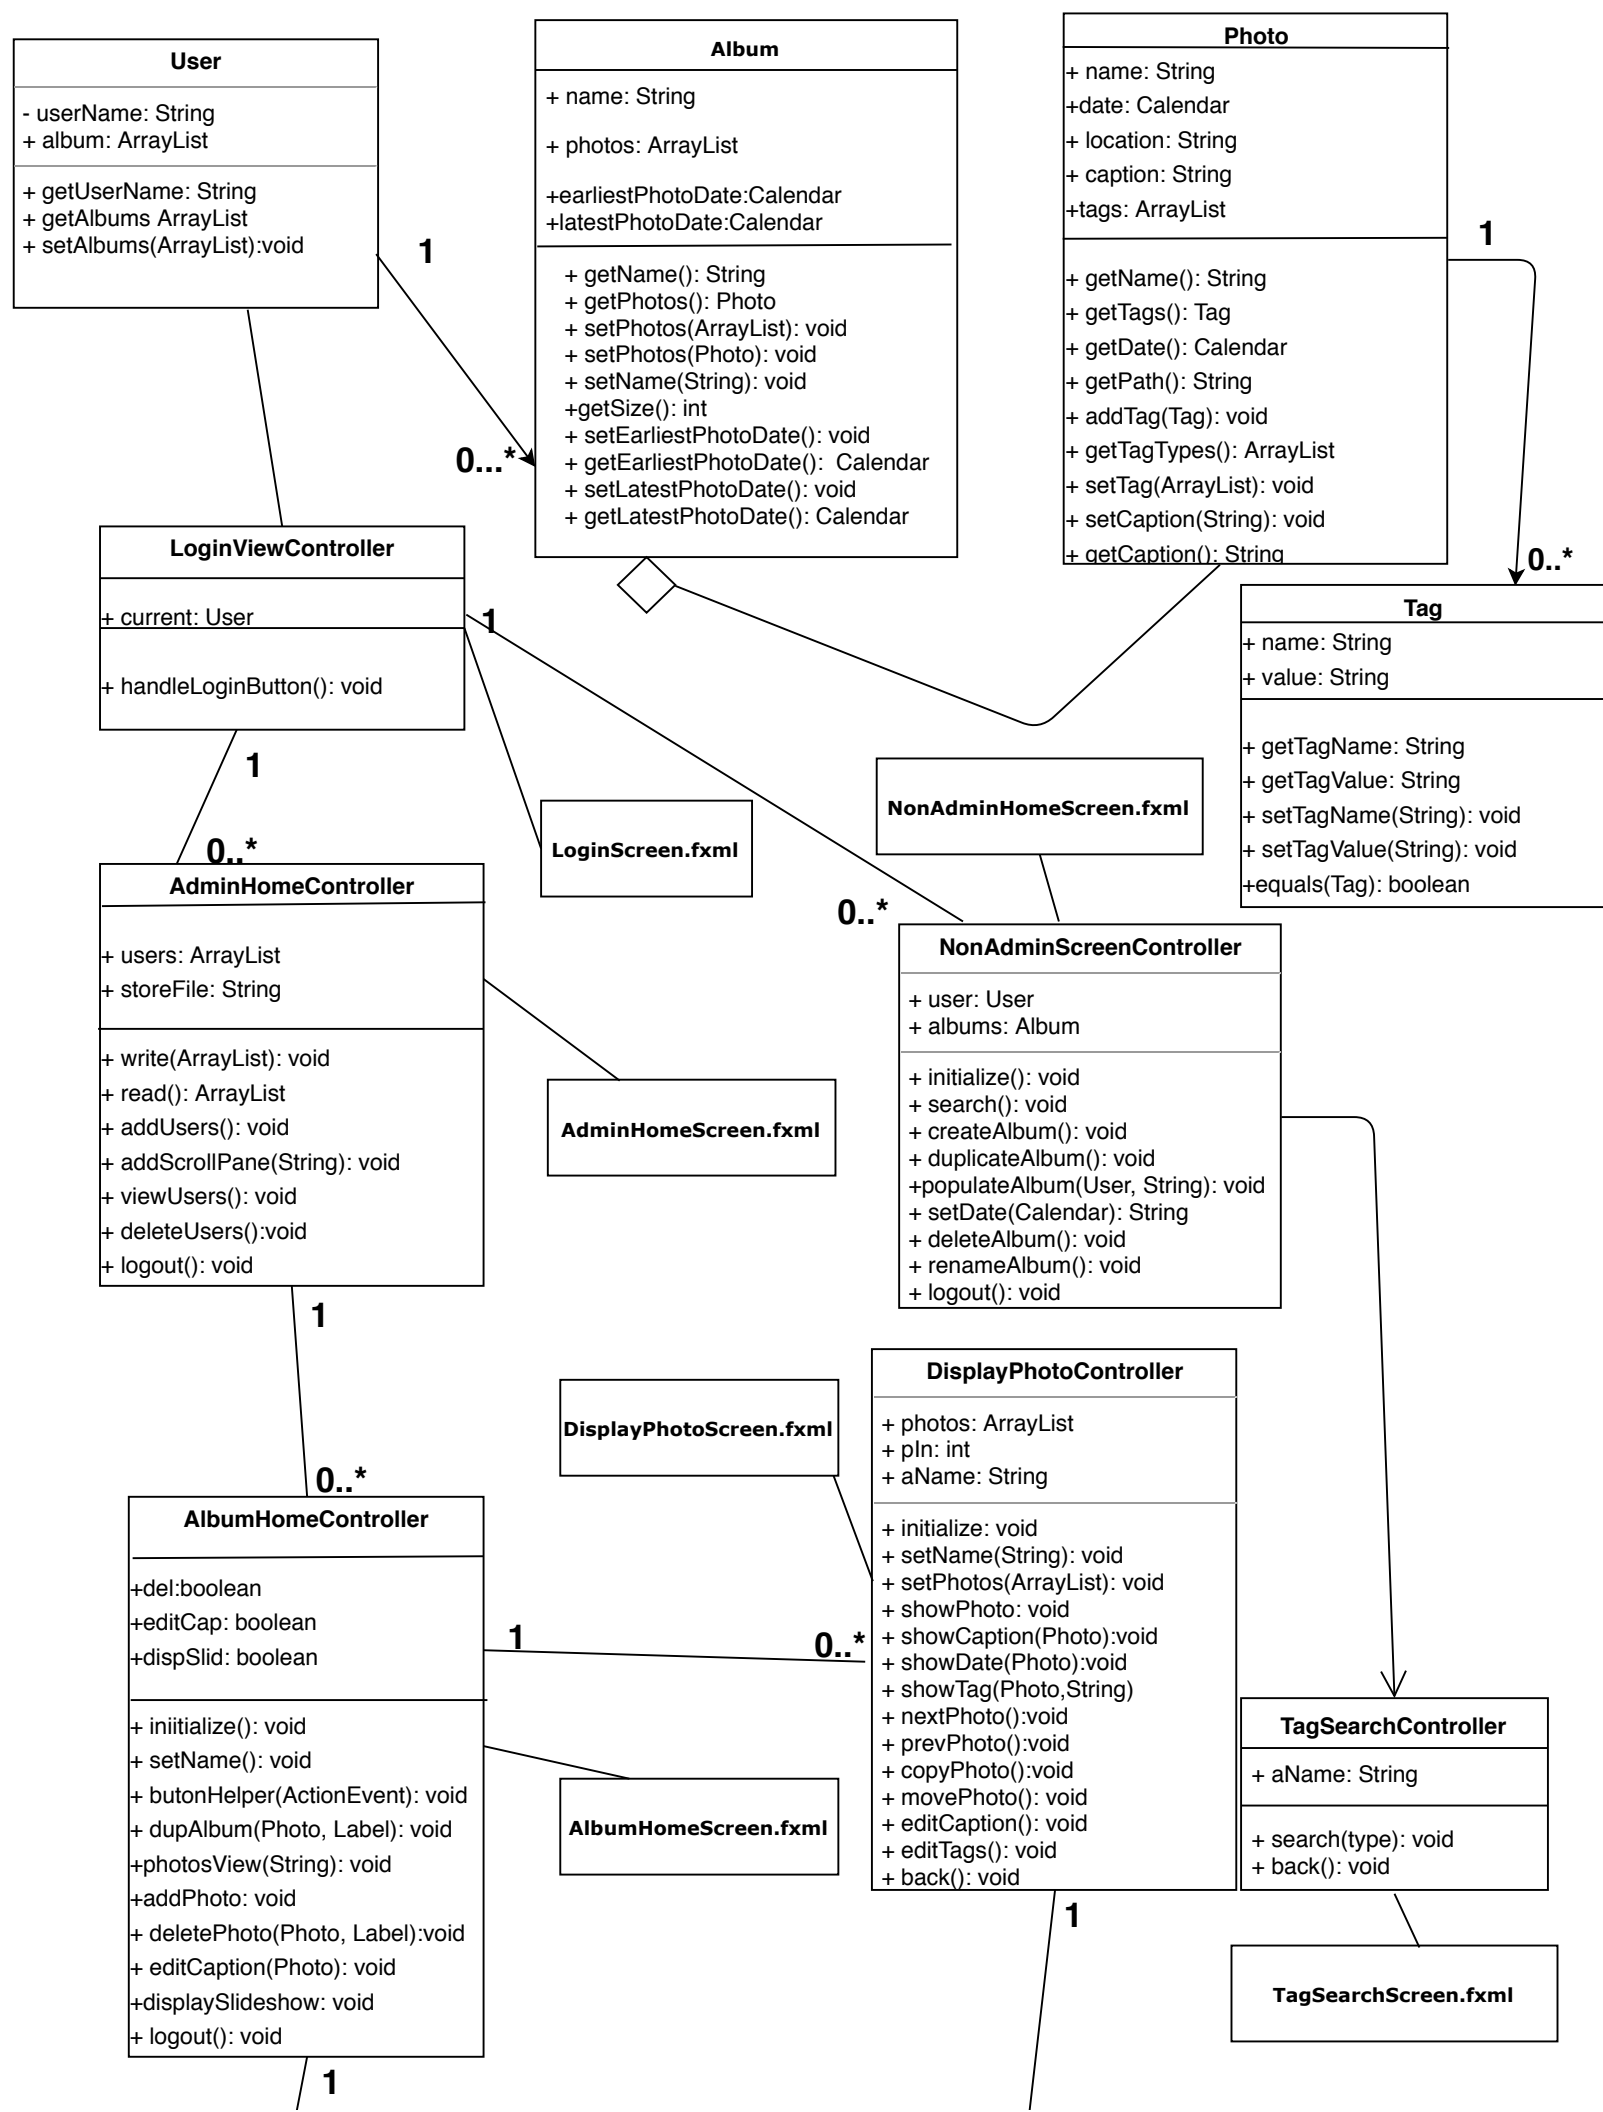 User
- userName: String
+ album: ArrayList
+ getUserName: String
+ getAlbums ArrayList
+ setAlbums(ArrayList):void
1
0...*
Album
+ name: String
+ photos: ArrayList
+earliestPhotoDate:Calendar
+latestPhotoDate:Calendar
+ getName(): String
+ getPhotos(): Photo
+ setPhotos(ArrayList): void
+ setPhotos(Photo): void
+ setName(String): void
+getSize(): int
+ setEarliestPhotoDate(): void
+ getEarliestPhotoDate(): Calendar
+ setLatestPhotoDate(): void
+ getLatestPhotoDate(): Calendar
Photo
+ name: String
+date: Calendar
+ location: String
+ caption: String
+tags: ArrayList
+ getName(): String
+ getTags(): Tag
+ getDate(): Calendar
+ getPath(): String
+ addTag(Tag): void
+ getTagTypes(): ArrayList
+ setTag(ArrayList): void
+ setCaption(String): void
+ getCaption(): String
1
0..*
Tag
+ name: String
+ value: String
+ getTagName: String
+ getTagValue: String
+ setTagName(String): void
+ setTagValue(String): void
+equals(Tag): boolean
LoginViewController
+ current: User
+ handleLoginButton(): void
1
1
0..*
0..*
LoginScreen.fxml
NonAdminHomeScreen.fxml
AdminHomeController
+ users: ArrayList
+ storeFile: String
+ write(ArrayList): void
+ read(): ArrayList
+ addUsers(): void
+ addScrollPane(String): void
+ viewUsers(): void
+ deleteUsers():void
+ logout(): void
AdminHomeScreen.fxml
NonAdminScreenController
+ user: User
+ albums: Album
+ initialize(): void
+ search(): void
+ createAlbum(): void
+ duplicateAlbum(): void
+populateAlbum(User, String): void
+ setDate(Calendar): String
+ deleteAlbum(): void
+ renameAlbum(): void
+ logout(): void
1
0..*
DisplayPhotoScreen.fxml
DisplayPhotoController
+ photos: ArrayList
+ pIn: int
+ aName: String
+ initialize: void
+ setName(String): void
+ setPhotos(ArrayList): void
+ showPhoto: void
+ showCaption(Photo):void
+ showDate(Photo):void
+ showTag(Photo,String)
+ nextPhoto():void
+ prevPhoto():void
+ copyPhoto():void
+ movePhoto(): void
+ editCaption(): void
+ editTags(): void
+ back(): void
AlbumHomeController
+del:boolean
+editCap: boolean
+dispSlid: boolean
+ iniitialize(): void
+ setName(): void
+ butonHelper(ActionEvent): void
+ dupAlbum(Photo, Label): void
+photosView(String): void
+addPhoto: void
+ deletePhoto(Photo, Label):void
+ editCaption(Photo): void
+displaySlideshow: void
+ logout(): void
1
0..*
AlbumHomeScreen.fxml
TagSearchController
+ aName: String
+ search(type): void
+ back(): void
TagSearchScreen.fxml
1
1